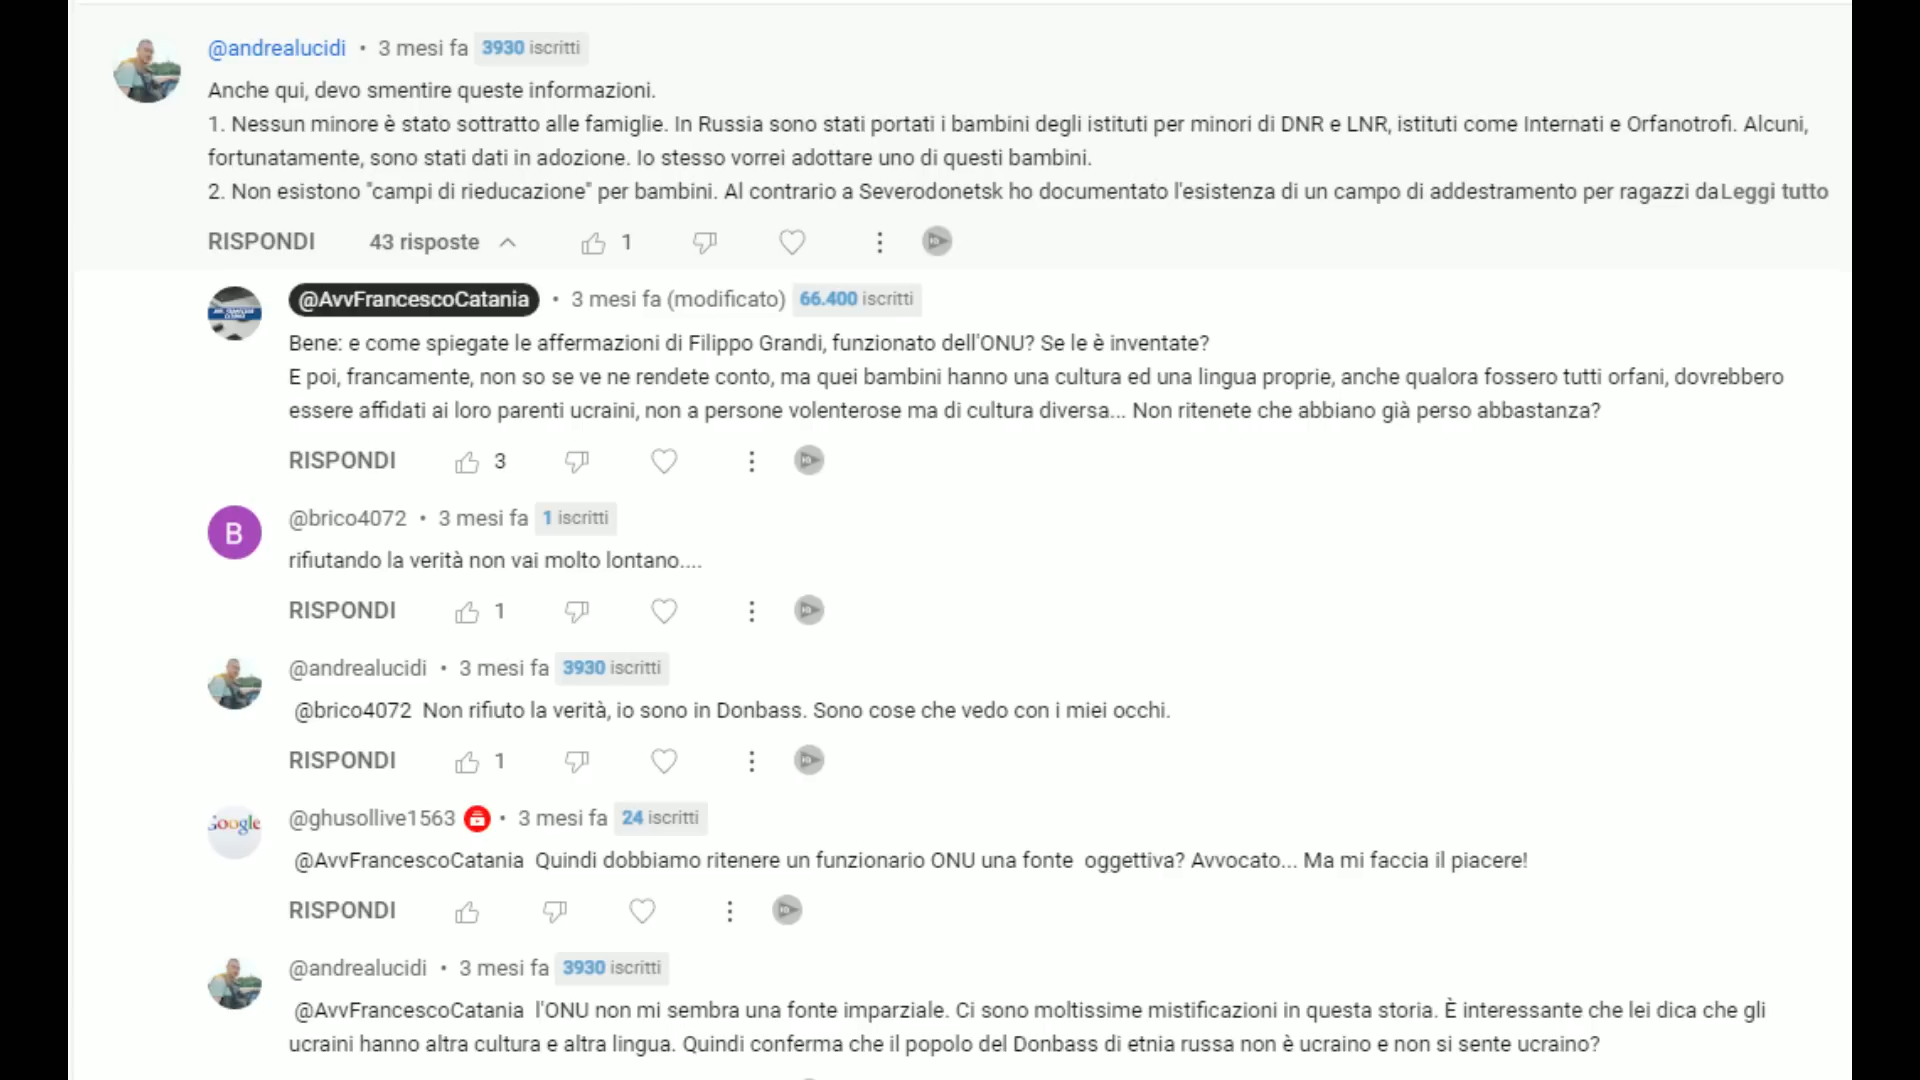 @andrealucidi • 3 mesi fa 3930 iscritti
Anche qui, devo smentire queste informazioni.
1. Nessun minore è stato sottratto alle famiglie. In Russia sono stati portati i bambini degli istituti per minori di DNR e LNR, istituti come Internati e Orfanotrofi. Alcuni,
fortunatamente, sono stati dati in adozione. Io stesso vorrei adottare uno di questi bambini.
2. Non esistono "campi di rieducazione" per bambini. Al contrario a Severodonetsk ho documentato l'esistenza di un campo di addestramento per ragazzi daLeggi tutto
RISPONDI 43 risposte 1
@AvvFrancescoCatania • 3 mesi fa (modificato) 66.400 iscritti
Bene: e come spiegate le affermazioni di Filippo Grandi, funzionato dell'ONU? Se le è inventate?
E poi, francamente, non so se ve ne rendete conto, ma quei bambini hanno una cultura ed una lingua proprie, anche qualora fossero tutti orfani, dovrebbero
essere affidati ai loro parenti ucraini, non a persone volenterose ma di cultura diversa... Non ritenete che abbiano già perso abbastanza?
RISPONDI 3
B
@brico4072 • 3 mesi fa 1 iscritti
rifiutando la verità non vai molto lontano....
RISPONDI 1
@andrealucidi • 3 mesi fa 3930 iscritti
@brico4072 Non rifiuto la verità, io sono in Donbass. Sono cose che vedo con i miei occhi.
RISPONDI 1
Google
@ghusollive1563 • 3 mesi fa 24 iscritti
@AvvFrancescoCatania Quindi dobbiamo ritenere un funzionario ONU una fonte oggettiva? Avvocato... Ma mi faccia il piacere!
RISPONDI
@andrealucidi • 3 mesi fa 3930 iscritti
@AvvFrancescoCatania l'ONU non mi sembra una fonte imparziale. Ci sono moltissime mistificazioni in questa storia. È interessante che lei dica che gli
ucraini hanno altra cultura e altra lingua. Quindi conferma che il popolo del Donbass di etnia russa non è ucraino e non si sente ucraino?